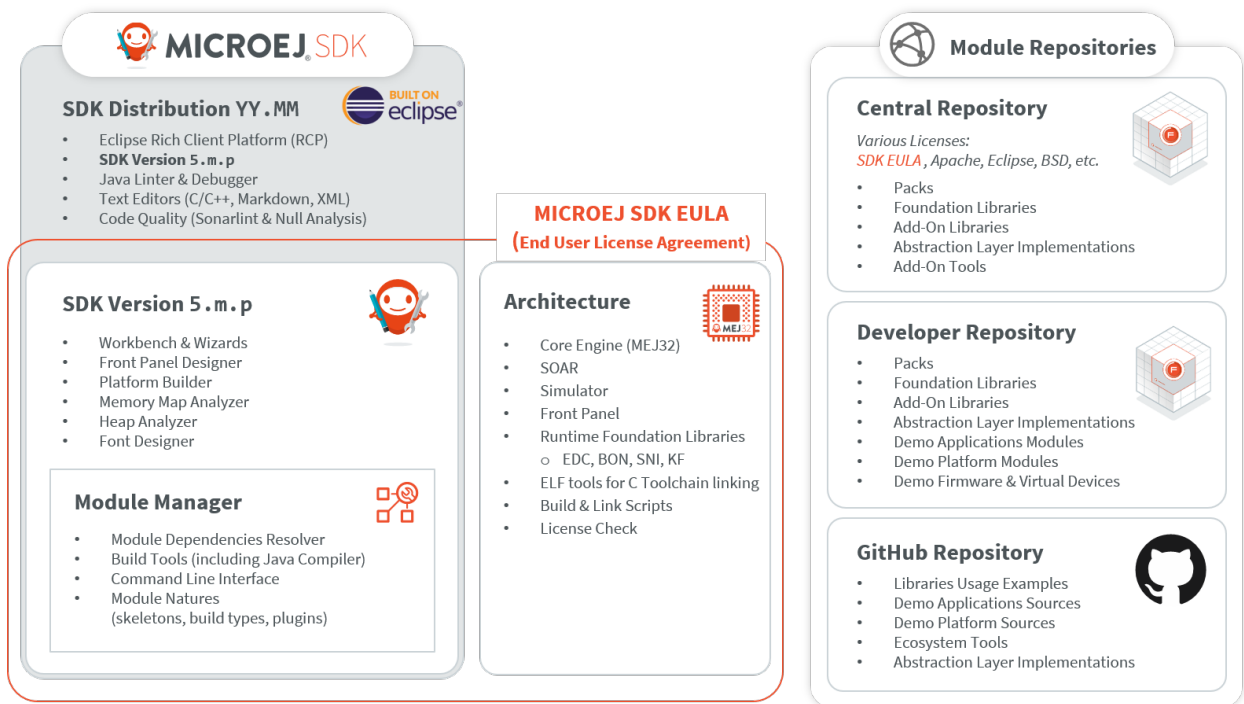 MICROEJ® SDK
SDK Distribution YY.MM
BUILT ON
eclipse®
• Eclipse Rich Client Platform (RCP)
• SDK Version 5.m.p
• Java Linter & Debugger
• Text Editors (C/C++, Markdown, XML)
• Code Quality (Sonarlint & Null Analysis)
MICROEJ SDK EULA
(End User License Agreement)
SDK Version 5.m.p
• Workbench & Wizards
• Front Panel Designer
• Platform Builder
• Memory Map Analyzer
• Heap Analyzer
• Font Designer
Module Manager
• Module Dependencies Resolver
• Build Tools (including Java Compiler)
• Command Line Interface
• Module Natures
(skeletons, build types, plugins)
Architecture
MEJ32
• Core Engine (MEJ32)
• SOAR
• Simulator
• Front Panel
• Runtime Foundation Libraries
o EDC, BON, SNI, KF
• ELF tools for C Toolchain linking
• Build & Link Scripts
• License Check
Module Repositories
Central Repository
Various Licenses:
SDK EULA , Apache, Eclipse, BSD, etc.
• Packs
• Foundation Libraries
• Add-On Libraries
• Abstraction Layer Implementations
• Add-On Tools
Developer Repository
• Packs
• Foundation Libraries
• Add-On Libraries
• Abstraction Layer Implementations
• Demo Applications Modules
• Demo Platform Modules
• Demo Firmware & Virtual Devices
GitHub Repository
• Libraries Usage Examples
• Demo Applications Sources
• Demo Platform Sources
• Ecosystem Tools
• Abstraction Layer Implementations